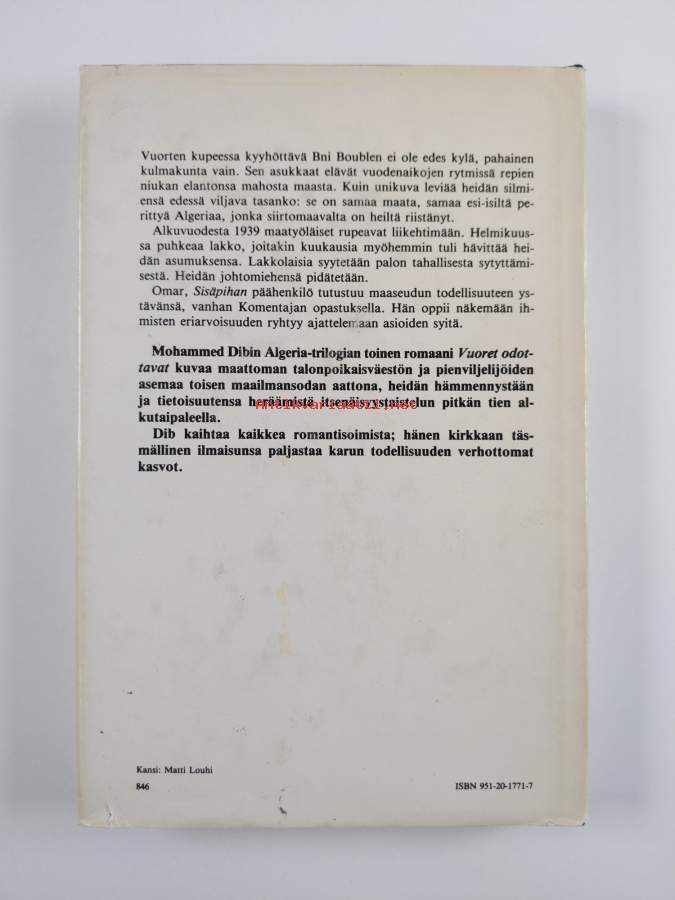 Vuorten kupeessa kyyhöttävä Bni Boublen ei ole edes kylä, pahainen
kulmakunta vain. Sen asukkaat elävät vuodenaikojen rytmissä repien
niukan elantonsa mahosta maasta. Kuin unikuva leviää heidän silmi-
ensä edessä viljava tasanko: se on samaa maata, samaa esi-isiltä pe-
rittyä Algeriaa, jonka siirtomaavalta on heiltä riistänyt.
Alkuvuodesta 1939 maatyöläiset rupeavat liikehtimään. Helmikuus-
sa puhkeaa lakko, joitakin kuukausia myöhemmin tuli hävittää hei-
dän asumuksensa. Lakkolaisia syytetään palon tahallisesta sytyttämi-
sestä. Heidän johtomiehensä pidätetään.
Omar, Sisäpihan päähenkilö tutustuu maaseudun todellisuuteen ys-
tävänsä, vanhan Komentajan opastuksella. Hän oppii näkemään ih-
misten eriarvoisuuden ryhtyy ajattelemaan asioiden syitä.
Mohammed Dibin Algeria-trilogian toinen romaani Vuoret odot-
tavat kuvaa maattoman talonpoikaisväestön ja pienviljelijöiden
asemaa toisen maailmansodan aattona, heidän hämmennystään
ja tietoisuutensa heräämistä itsenäisyystaistelun pitkän tien al-
kutaipaleella.
Dib kaihtaa kaikkea romantisoimista; hänen kirkkaan täs-
mällinen ilmaisunsa paljastaa karun todellisuuden verhottomat
kasvot.
Antikvariaatti.net
Kansi: Matti Louhi
846
ISBN 951-20-1771-7